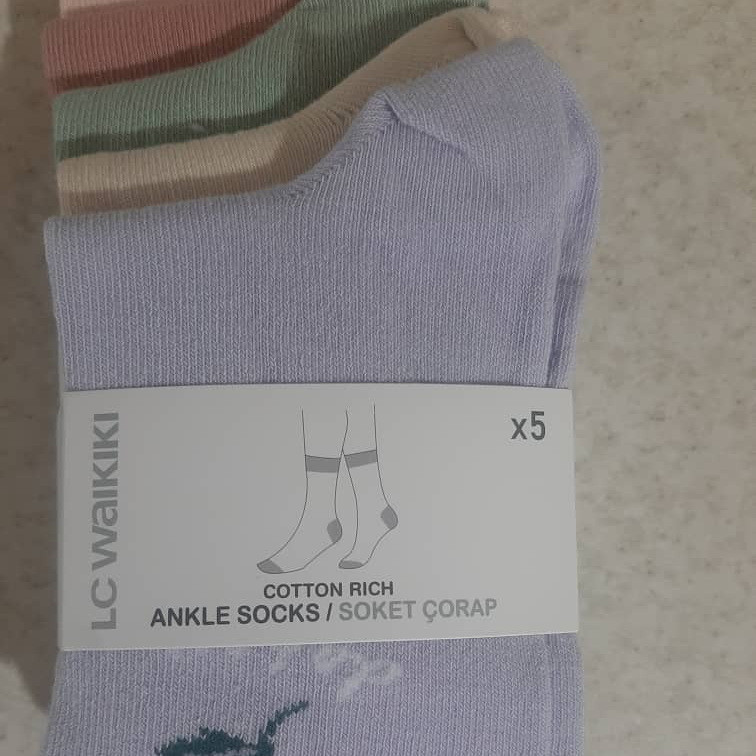 x5
LC WAIKIKI
COTTON RICH
ANKLE SOCKS / SOKET ÇORAP